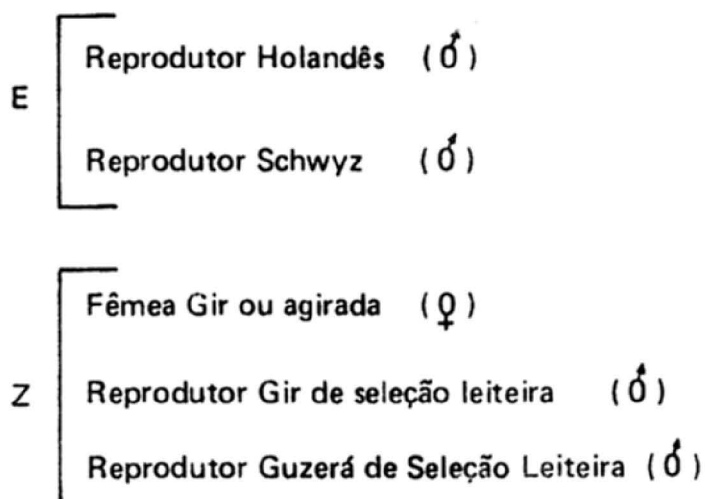 E
Reprodutor Holandês (♂)
Reprodutor Schwyz (♂)
Z
Fêmea Gir ou agirada (♀)
Reprodutor Gir de seleção leiteira (♂)
Reprodutor Guzerá de Seleção Leiteira (♂)